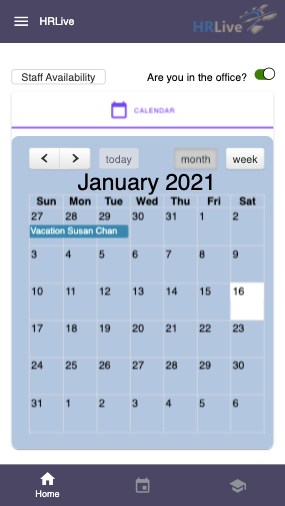 HRLive
HRLive
Staff Availability
Are you in the office?
CALENDAR
today
month
week
January 2021
Sun Mon Tue Wed Thu Fri Sat
27 28 29 30 31 1 2
Vacation Susan Chan
3 4 5 6 7 8 9
10 11 12 13 14 15 16
17 18 19 20 21 22 23
24 25 26 27 28 29 30
31 1 2 3 4 5 6
Home